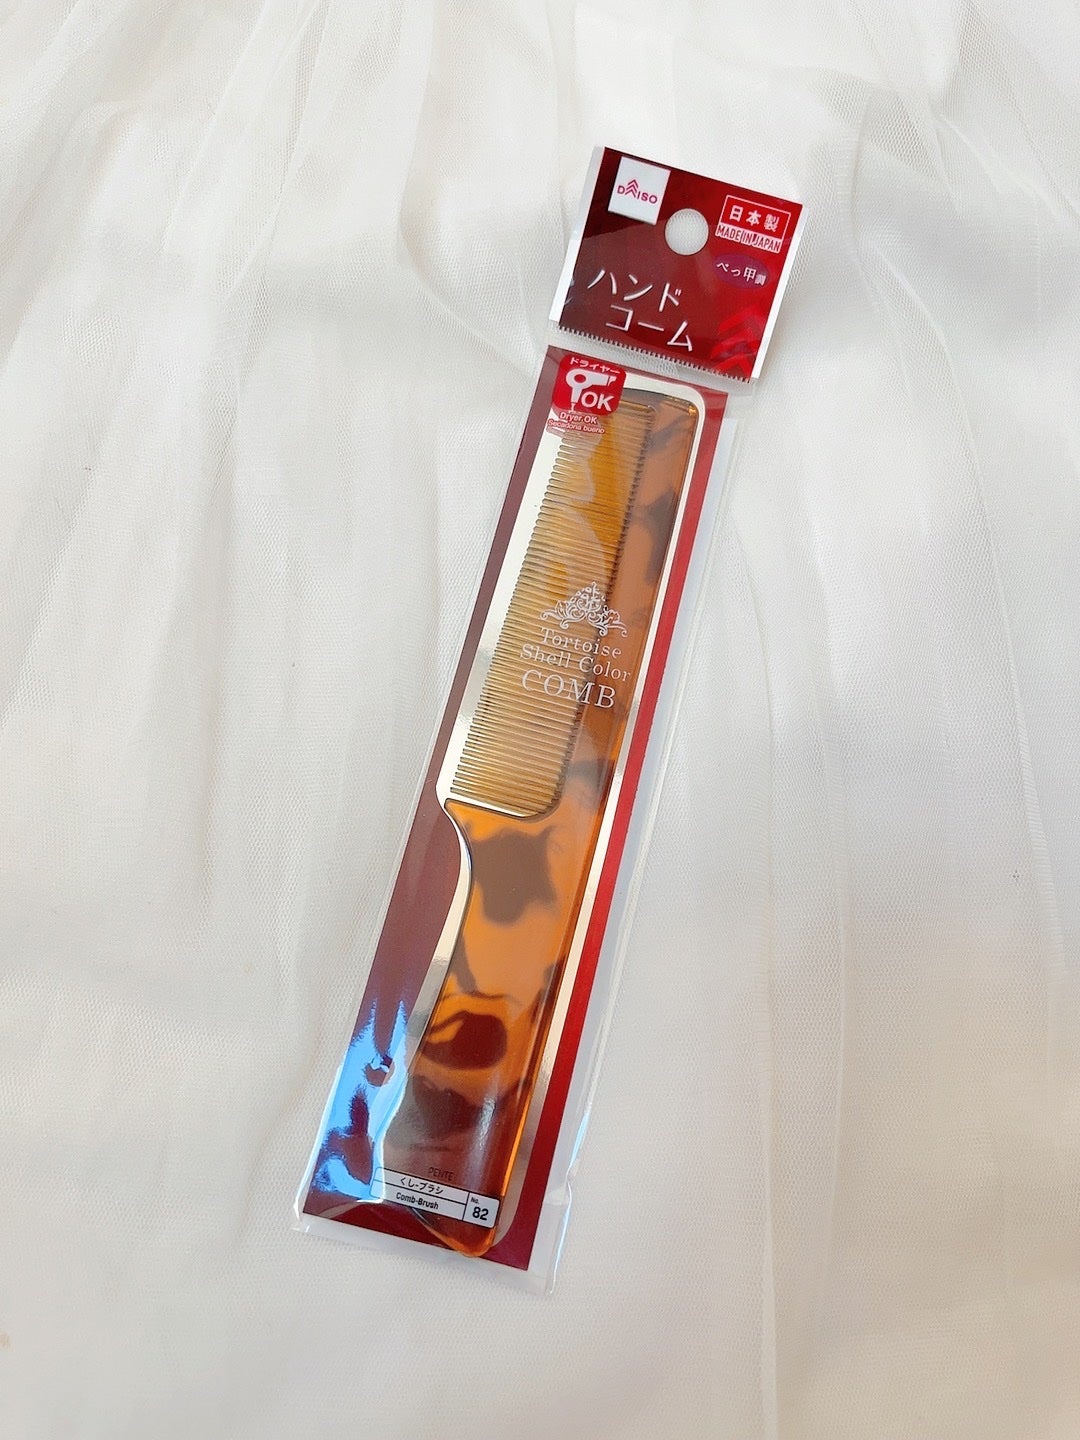 DAISO
日本製
MADE IN JAPAN
べっ甲調
ハンド
コーム
ドライヤー
OK
Dryer OK
Secadora bueno
Tortoise
Shell Color
COMB
PENTE
くし-ブラシ
Comb-Brush
No.
82